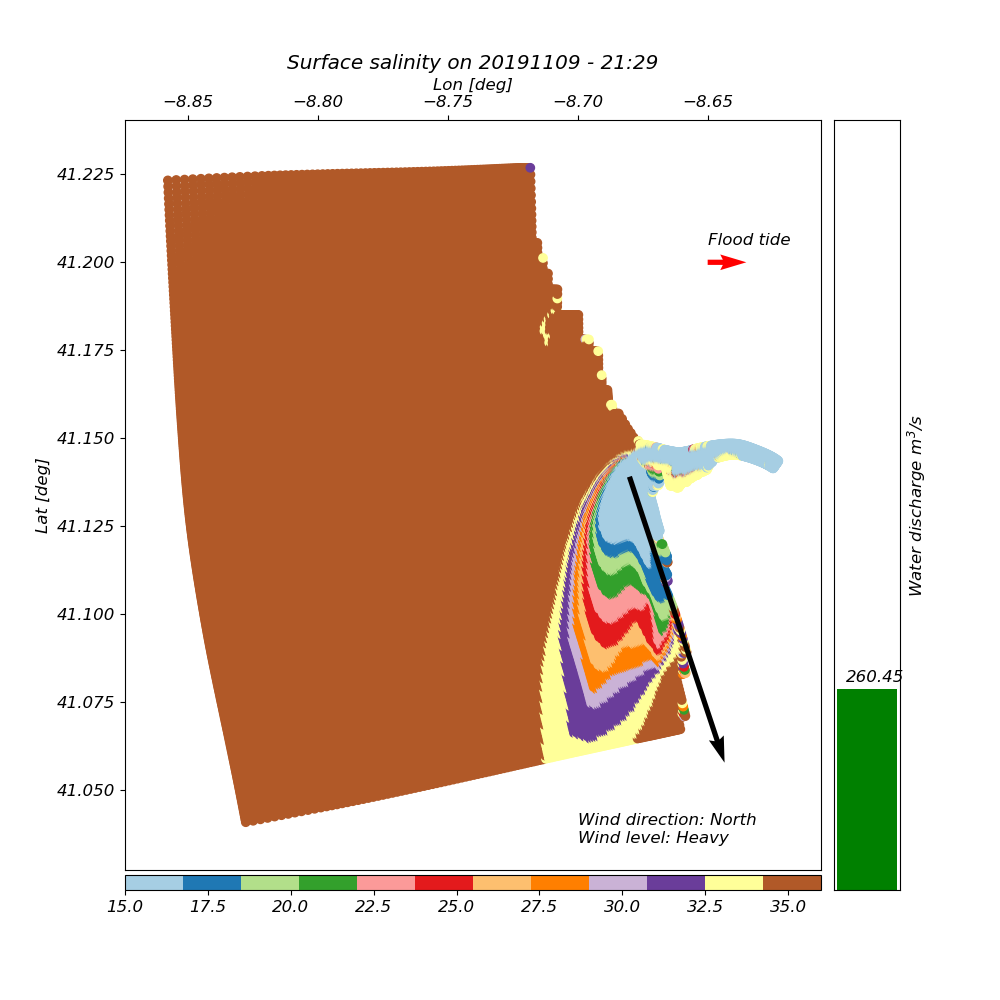 Surface salinity on 20191109 - 21:29
Lon [deg]
−8.85 −8.80 −8.75 −8.70 −8.65
41.225
41.200
41.175
41.150
41.125
41.100
41.075
41.050
Lat [deg]
Flood tide
Wind direction: North
Wind level: Heavy
15.0 17.5 20.0 22.5 25.0 27.5 30.0 32.5 35.0
260.45
Water discharge m³/s